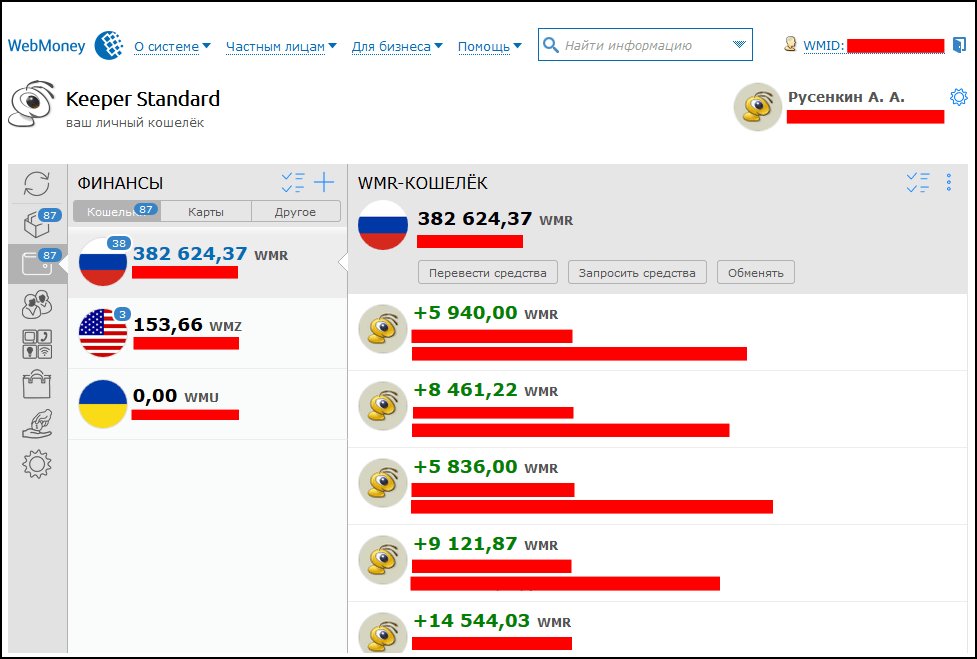 WebMoney О системе Частным лицам Для бизнеса Помощь Найти информацию WMID:
Keeper Standard
ваш личный кошелёк
Русенкин А. А.
ФИНАНСЫ
87
87
Кошельк 87 Карты Другое
38
382 624,37 WMR
3
153,66 WMZ
0,00 WMU
WMR-КОШЕЛЁК
382 624,37 WMR
Перевести средства Запросить средства Обменять
+5 940,00 WMR
+8 461,22 WMR
+5 836,00 WMR
+9 121,87 WMR
+14 544,03 WMR